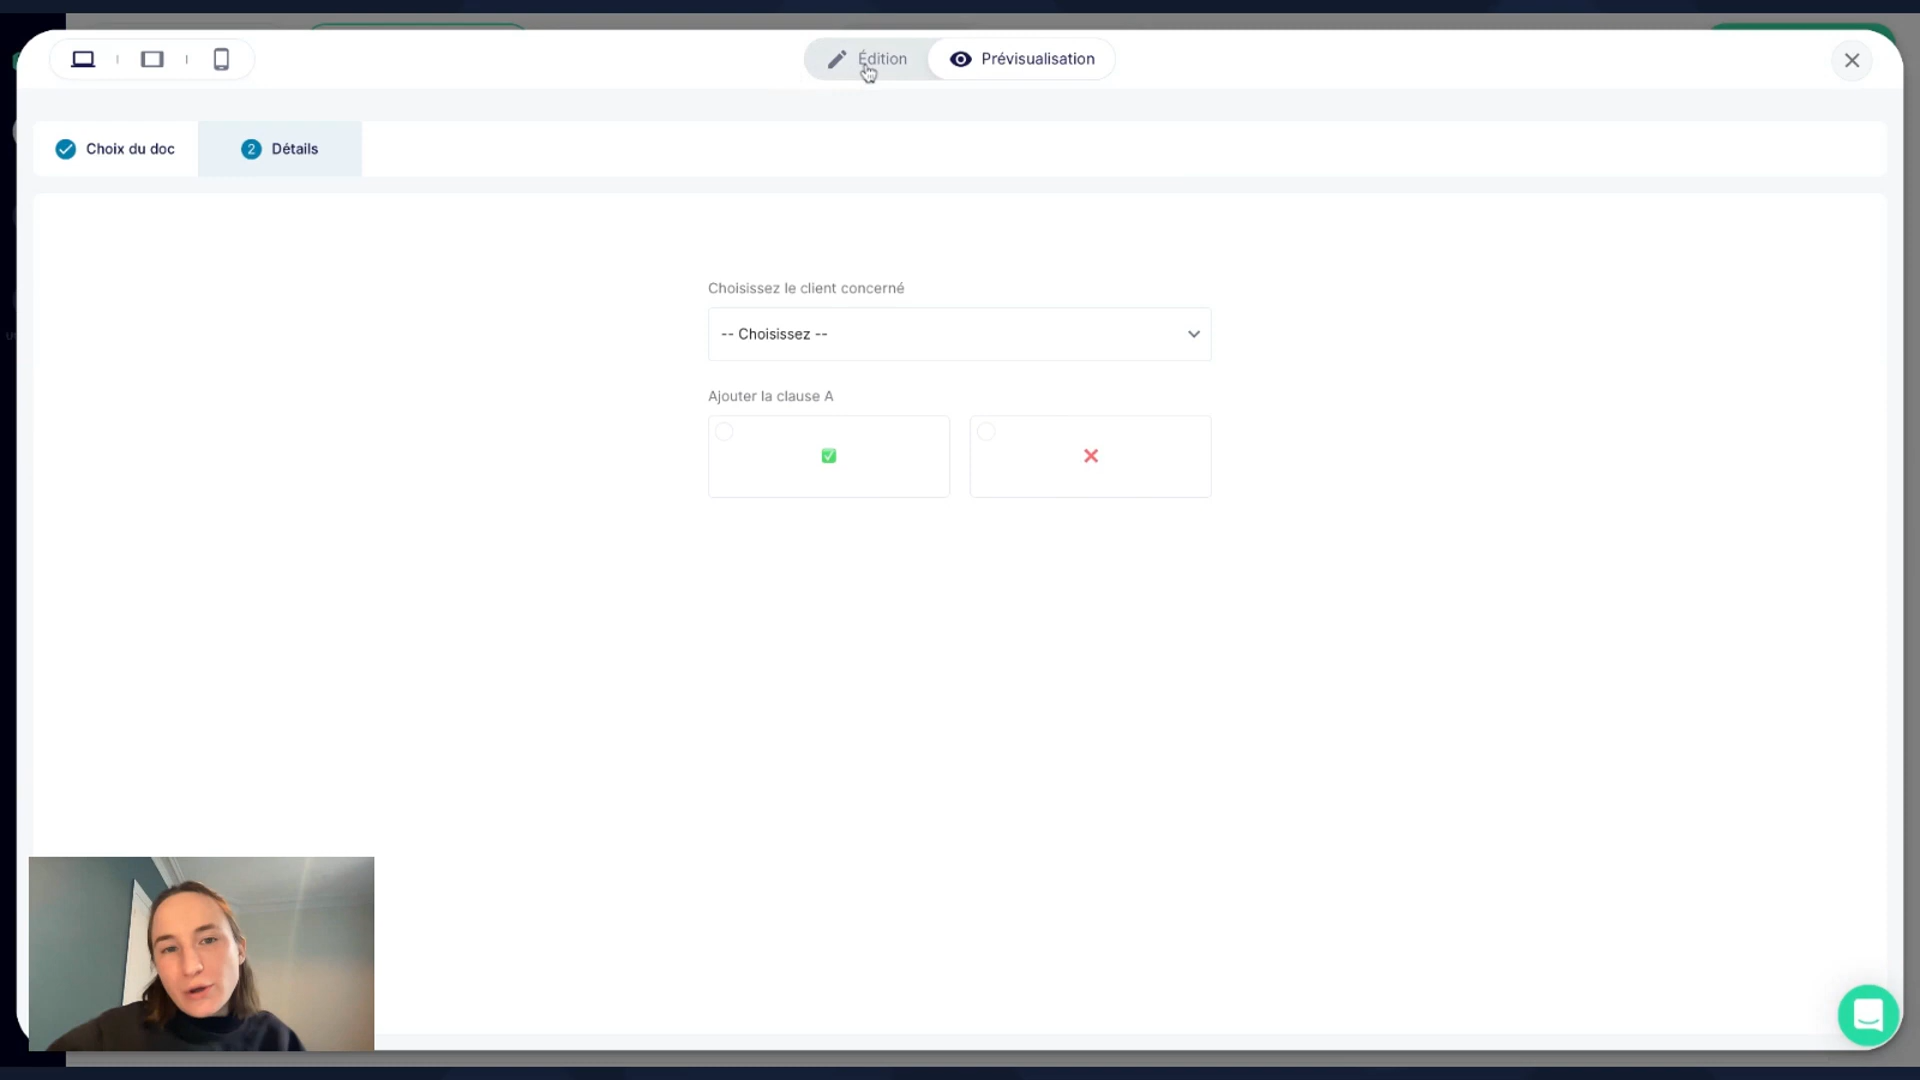 Édition
Prévisualisation
Choix du doc
2 Détails
Choisissez le client concerné
-- Choisissez --
Ajouter la clause A